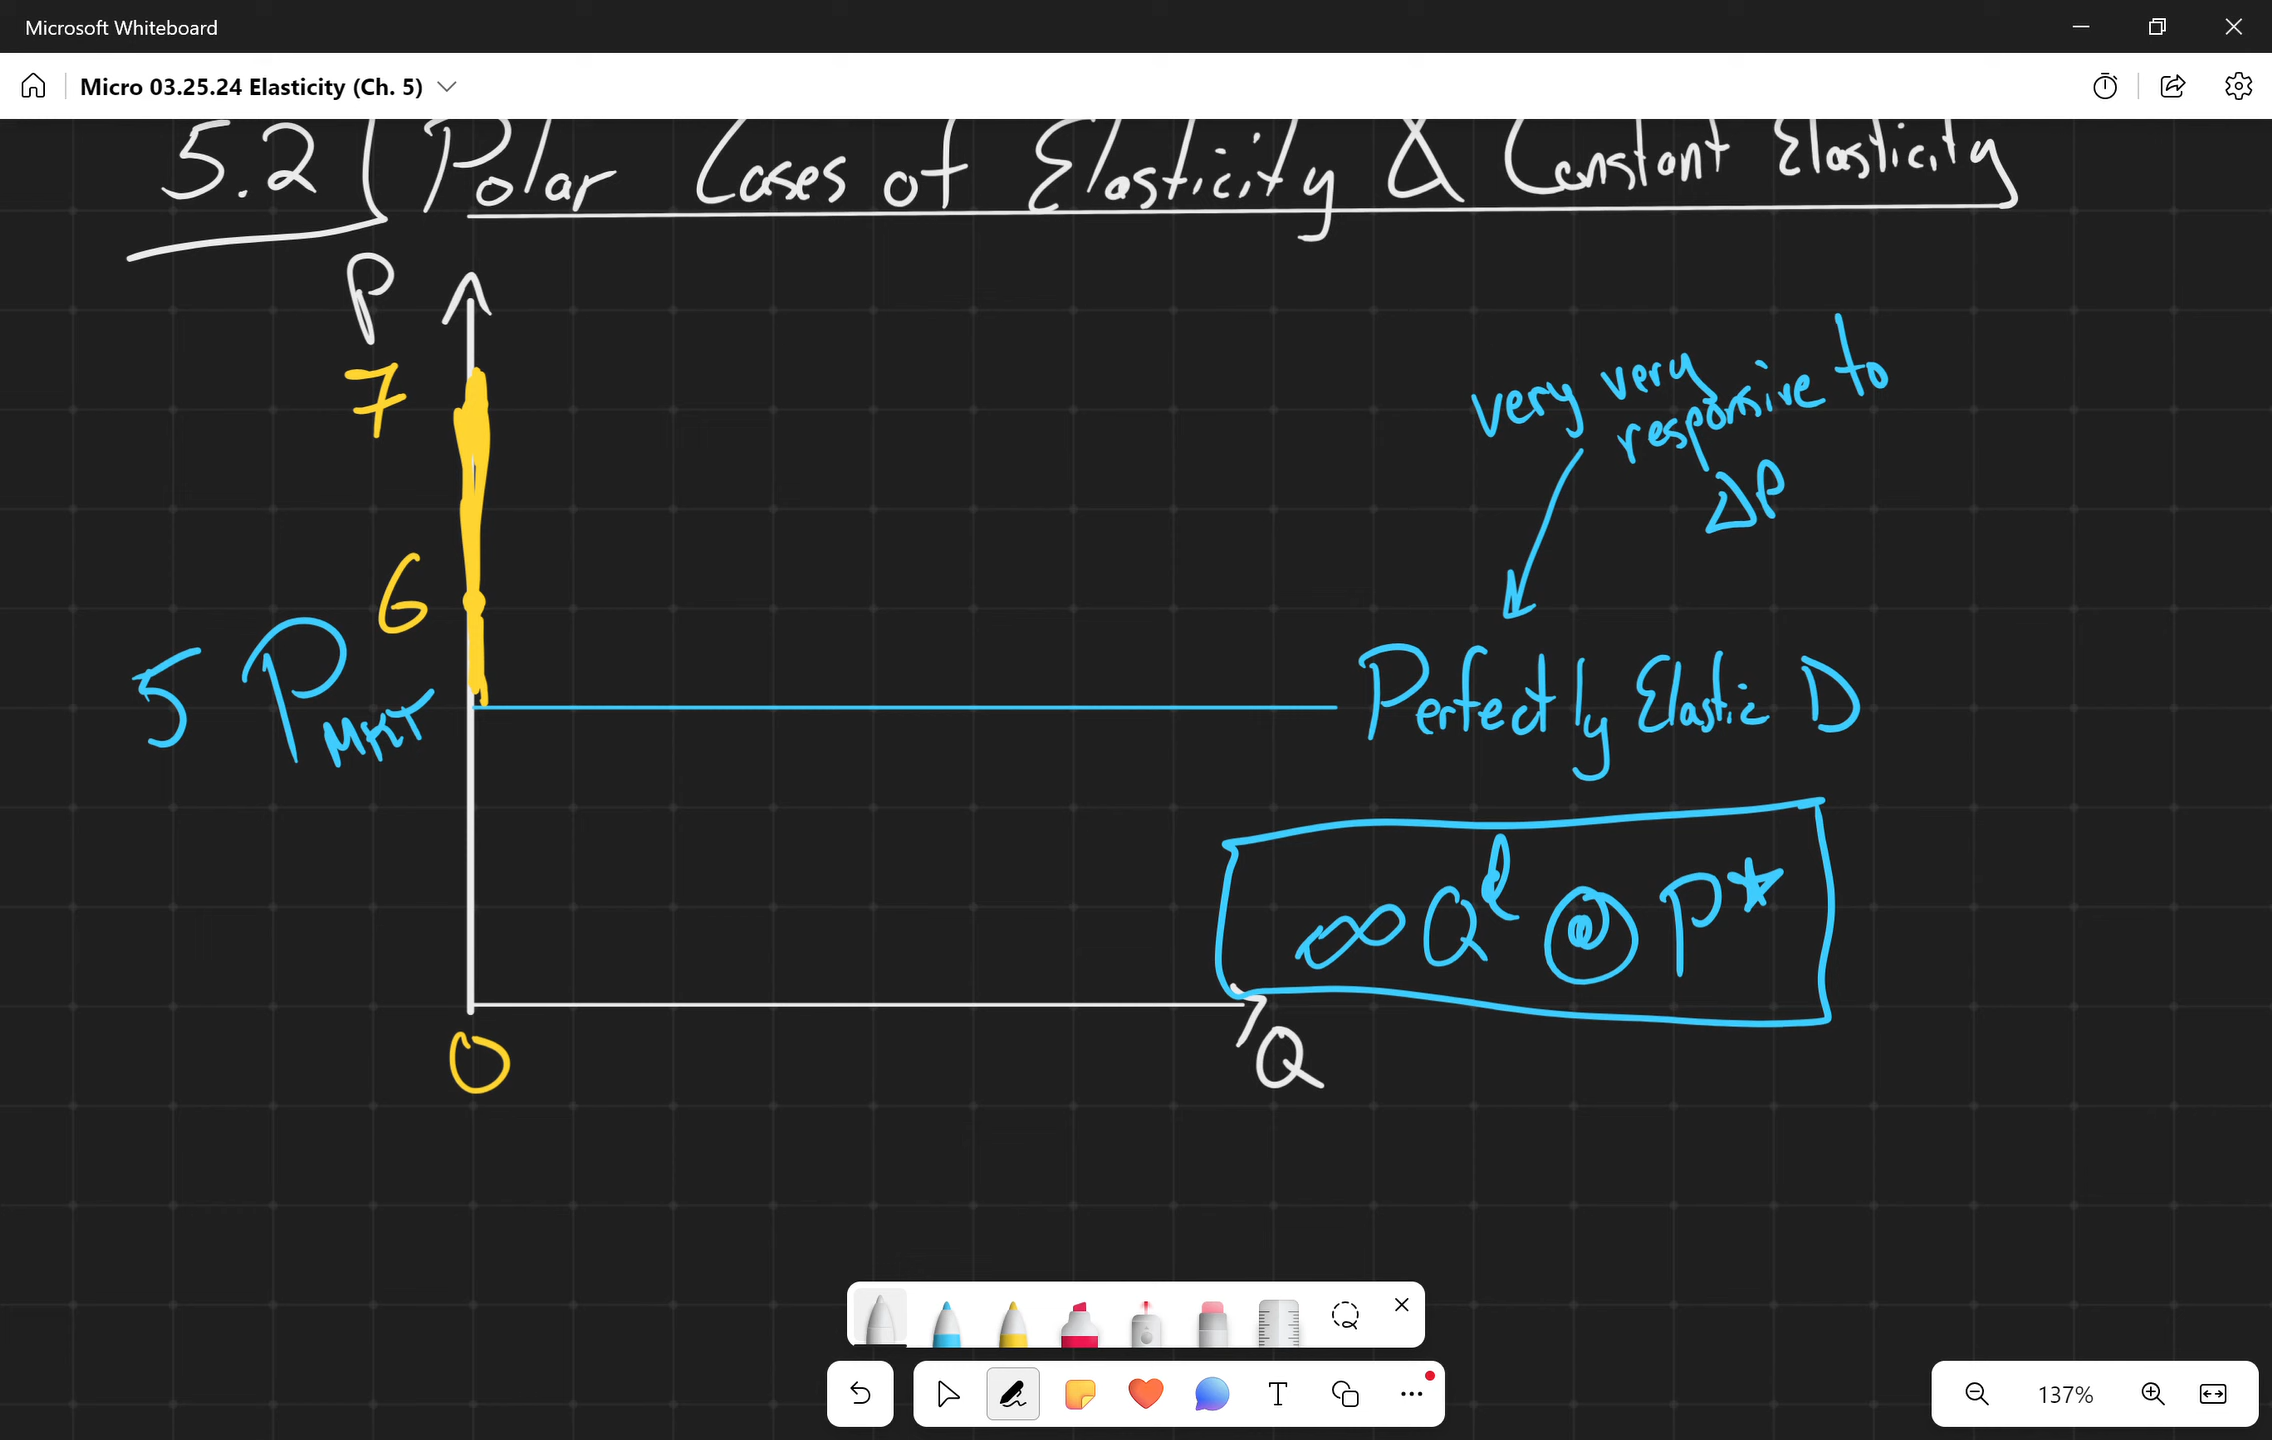 Microsoft Whiteboard
Micro 03.25.24 Elasticity (Ch. 5)
5.2 Polar Cases of Elasticity & Constant Elasticity
P
7
very very
responsive to
ΔP
6
5 P MKT
Perfectly Elastic D
∞ Qd @ P*
0
Q
T
137%